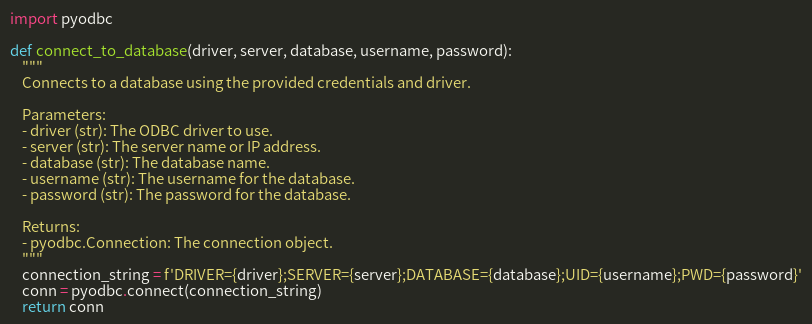 import pyodbc

def connect_to_database(driver, server, database, username, password):
    """
    Connects to a database using the provided credentials and driver.

    Parameters:
    - driver (str): The ODBC driver to use.
    - server (str): The server name or IP address.
    - database (str): The database name.
    - username (str): The username for the database.
    - password (str): The password for the database.

    Returns:
    - pyodbc.Connection: The connection object.
    """
    connection_string = f'DRIVER={driver};SERVER={server};DATABASE={database};UID={username};PWD={password}'
    conn = pyodbc.connect(connection_string)
    return conn